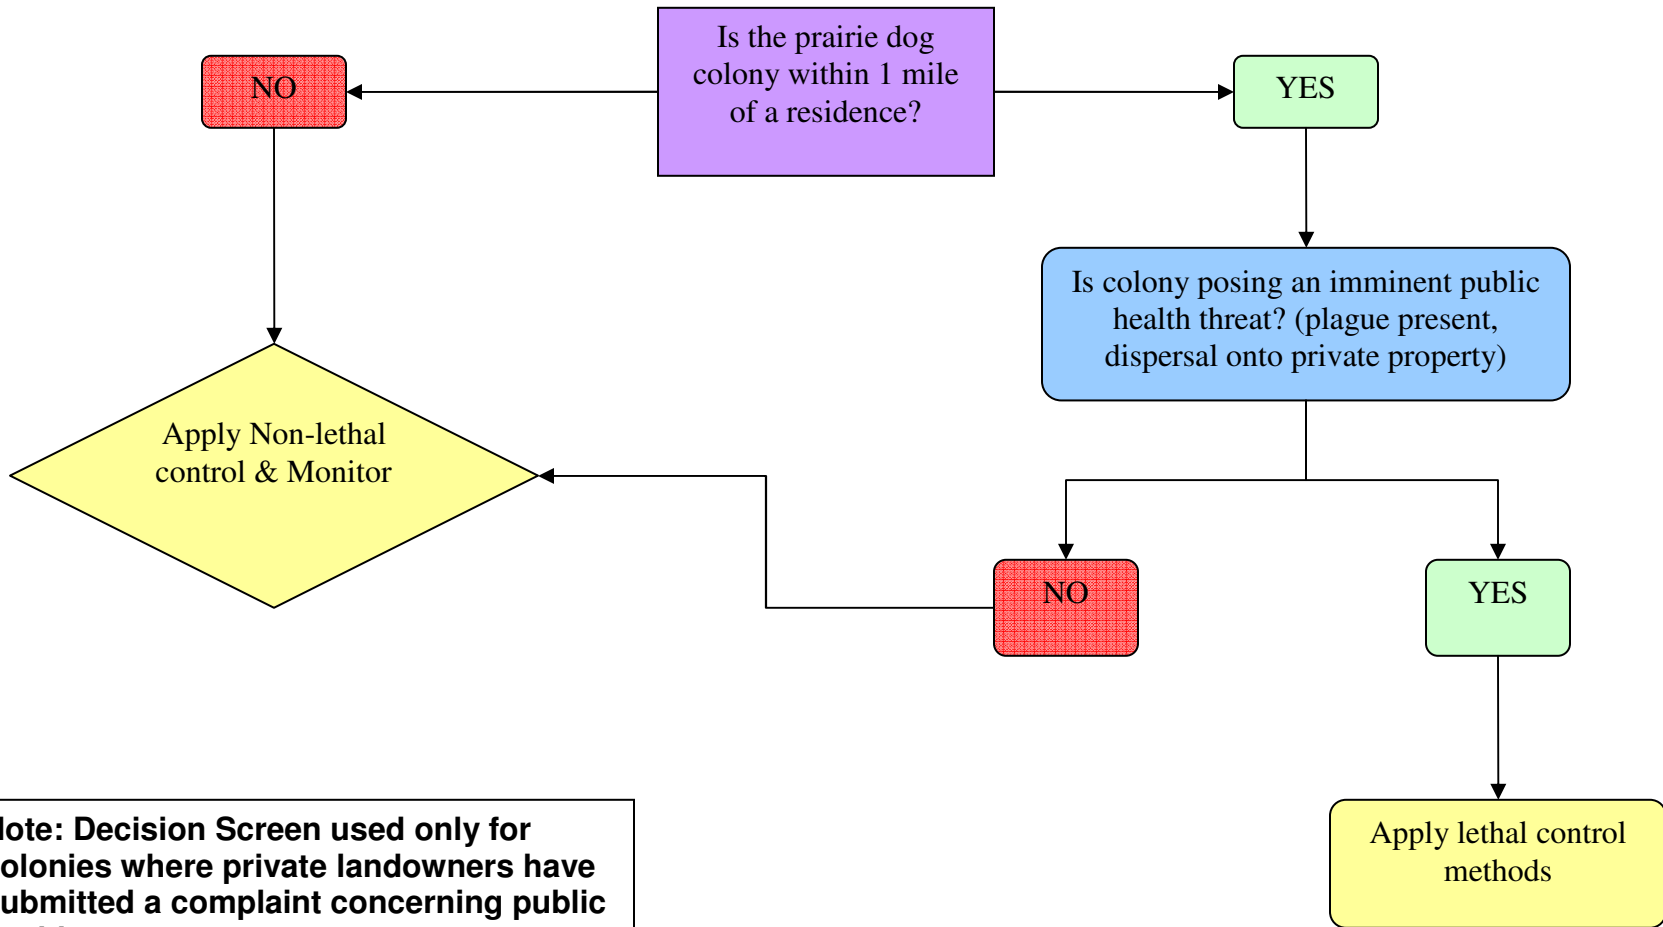 Is the prairie dog
colony within 1 mile
of a residence?
NO
YES
Is colony posing an imminent public
health threat? (plague present,
dispersal onto private property)
Apply Non-lethal
control & Monitor
NO
YES
Apply lethal control
methods
ote: Decision Screen used only for
olonies where private landowners have
ubmitted a complaint concerning public